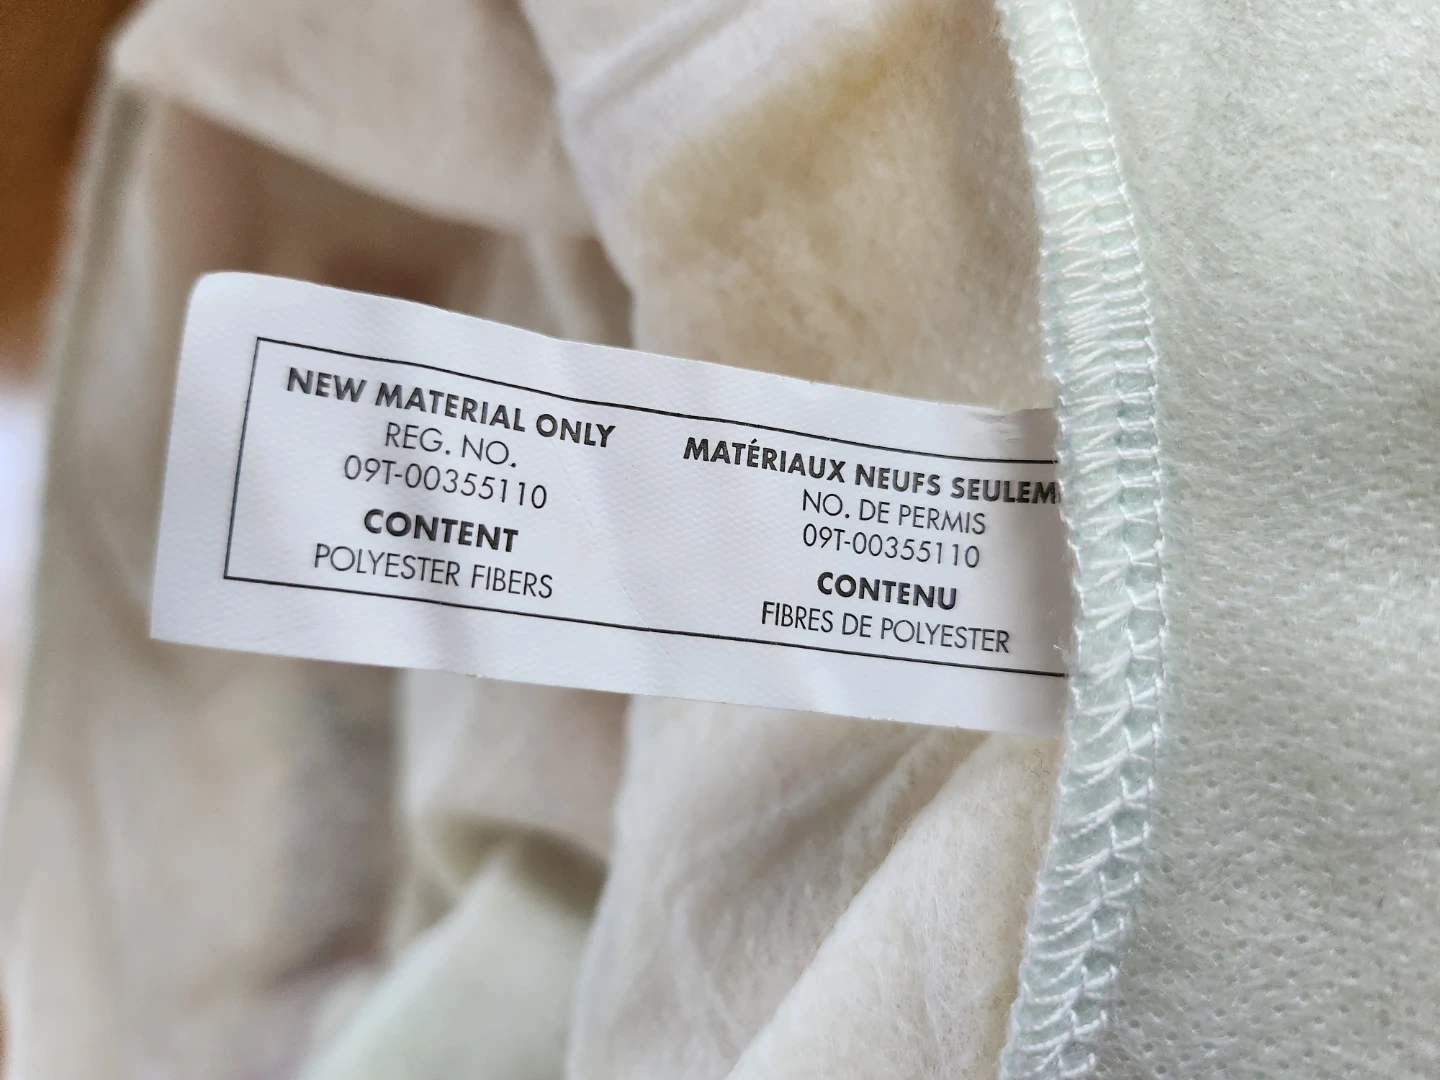 NEW MATERIAL ONLY
REG. NO.
09T-00355110
CONTENT
POLYESTER FIBERS
MATÉRIAUX NEUFS SEULEM
NO. DE PERMIS
09T-00355110
CONTENU
FIBRES DE POLYESTER